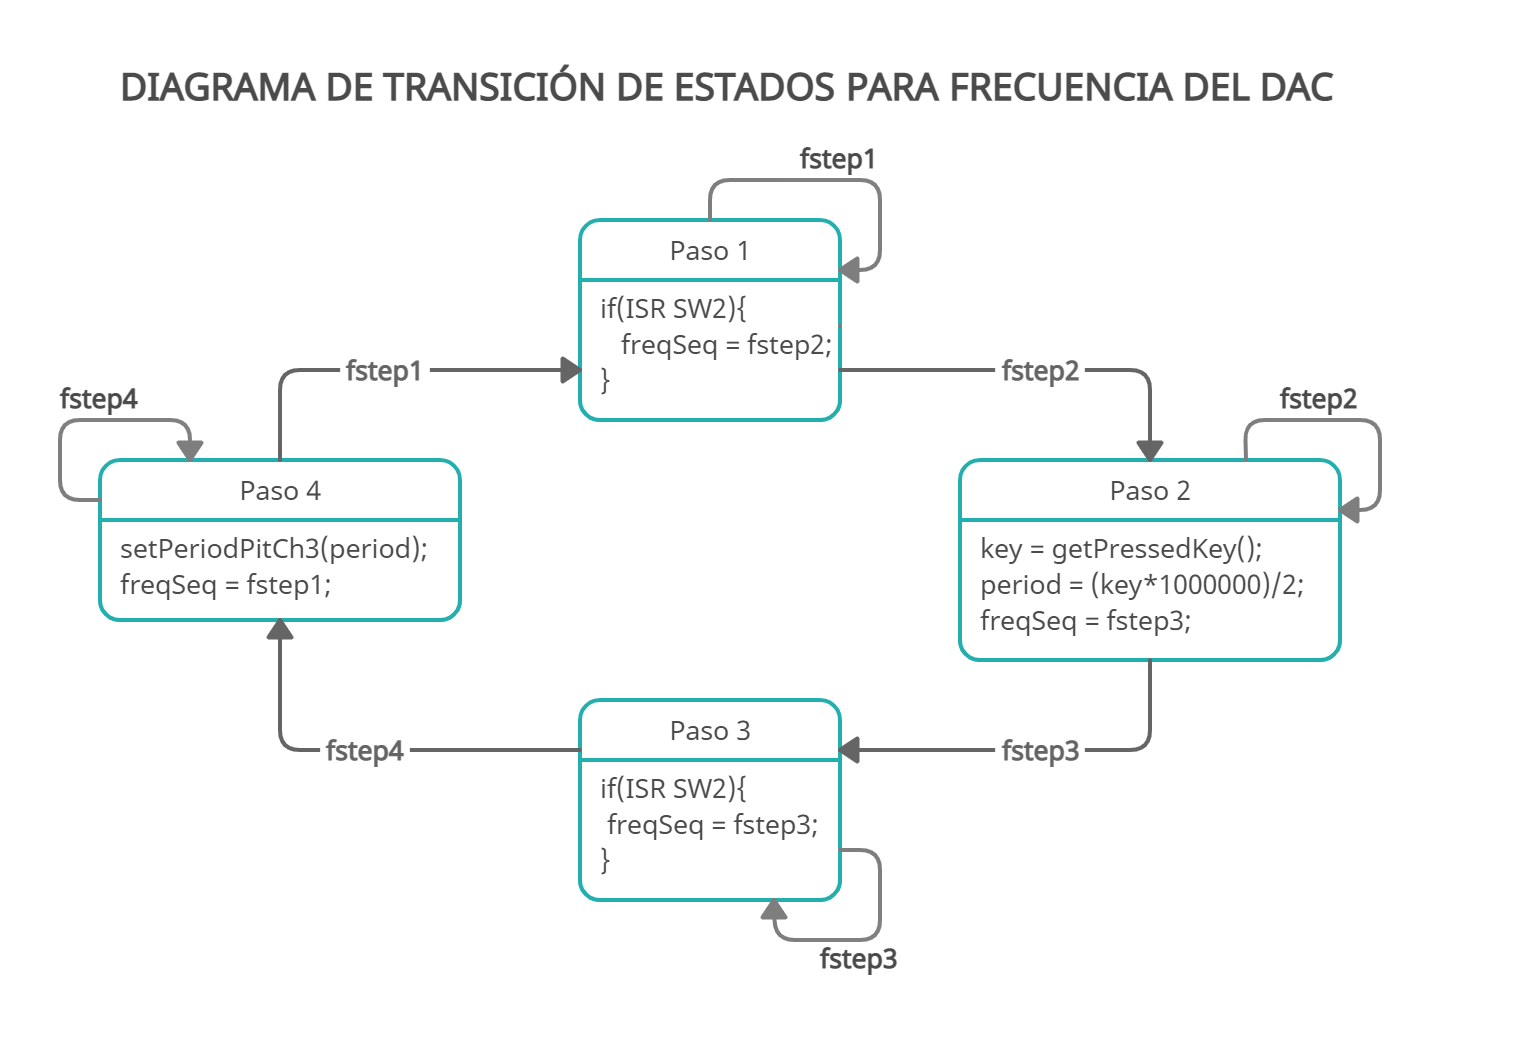 DIAGRAMA DE TRANSICIÓN DE ESTADOS PARA FRECUENCIA DEL DAC
fstep1
Paso 1
if(ISR SW2){
freqSeq = fstep2;
}
fstep1
fstep2
fstep4
fstep2
Paso 4
setPeriodPitCh3(period);
freqSeq = fstep1;
Paso 2
key = getPressedKey();
period = (key*1000000)/2;
freqSeq = fstep3;
Paso 3
if(ISR SW2){
freqSeq = fstep3;
}
fstep4
fstep3
fstep3